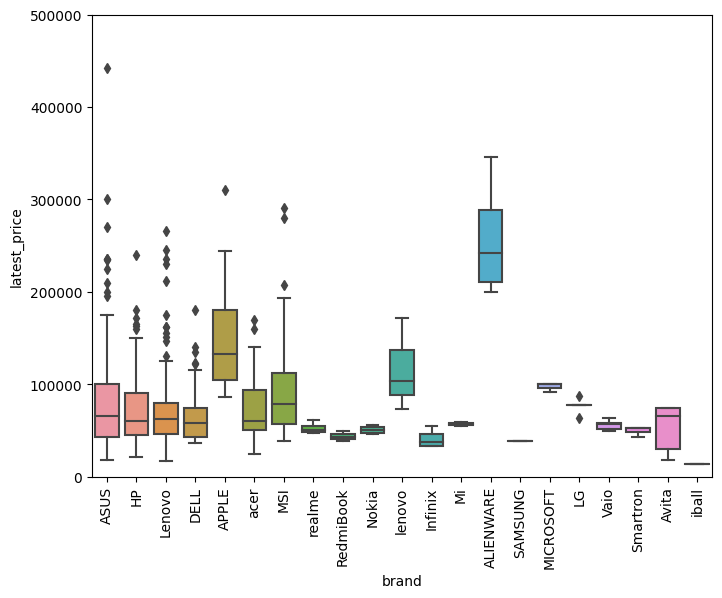 500000
400000
300000
200000
100000
0
latest_price
ASUS
HP
Lenovo
DELL
APPLE
acer
MSI
realme
RedmiBook
Nokia
lenovo
Infinix
Mi
ALIENWARE
SAMSUNG
MICROSOFT
LG
Vaio
Smartron
Avita
iball
brand